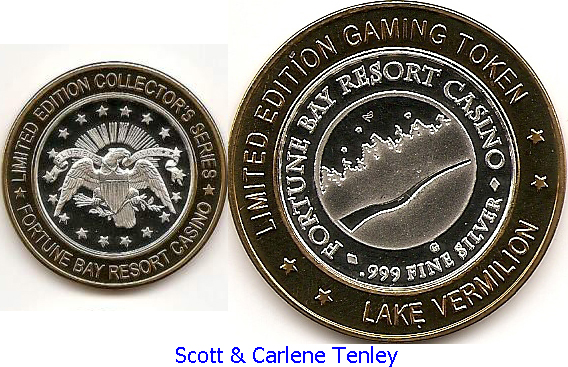 LIMITED EDITION COLLECTOR'S SERIES
FORTUNE BAY RESORT CASINO
LIMITED EDITION GAMING TOKEN
LAKE VERMILION
FORTUNE BAY RESORT CASINO
.999 FINE SILVER
G
Scott & Carlene Tenley